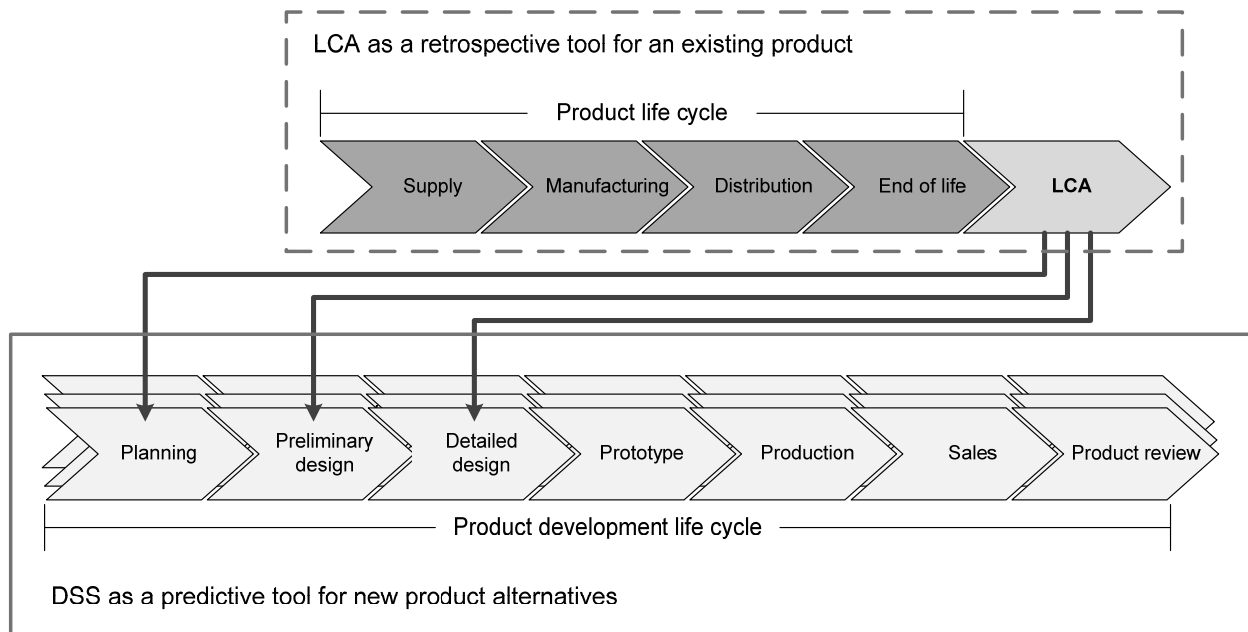 LCA as a retrospective tool for an existing product
Product life cycle
Supply
Manufacturing
Distribution
End of life
LCA
Planning
Preliminary
design
Detailed
design
Prototype
Production
Sales
Product review
Product development life cycle
DSS as a predictive tool for new product alternatives